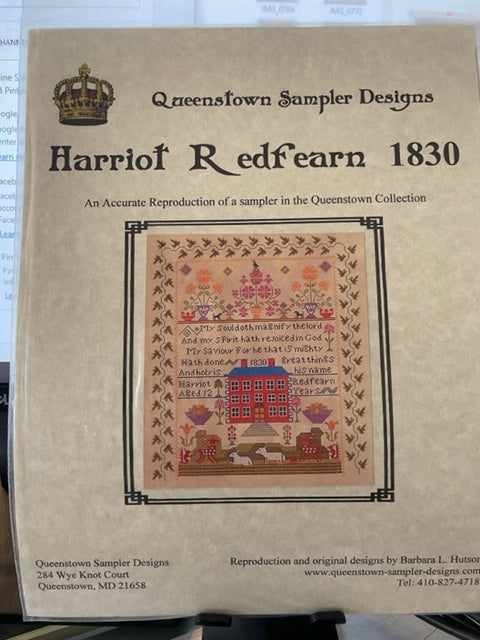 IMG_0769 IMG_0770
Queenstown Sampler Designs
Harriot Redfearn 1830
An Accurate Reproduction of a sampler in the Queenstown Collection
My Soul doth magnify the lord
And my spirit hath rejoiced in God
My Saviour For he that is mighty
Hath done 1830 Great things
And holy is his name
Harriot Redfearn
Aged 12 Years
Queenstown Sampler Designs
284 Wye Knot Court
Queenstown, MD 21658
Reproduction and original designs by Barbara L. Hutson
www.queenstown-sampler-designs.com
Tel: 410-827-4718